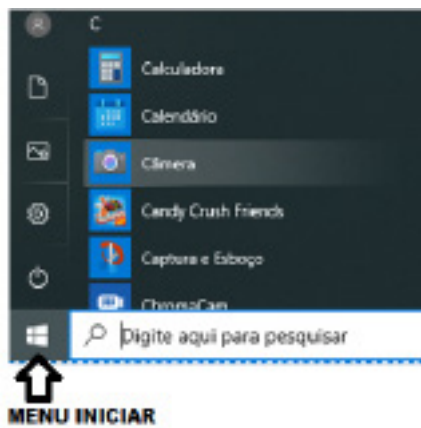 C
Calculadora
Calendário
Câmera
Candy Crush Friends
Captura e Esboço
ChromaCam
Digite aqui para pesquisar
MENU INICIAR